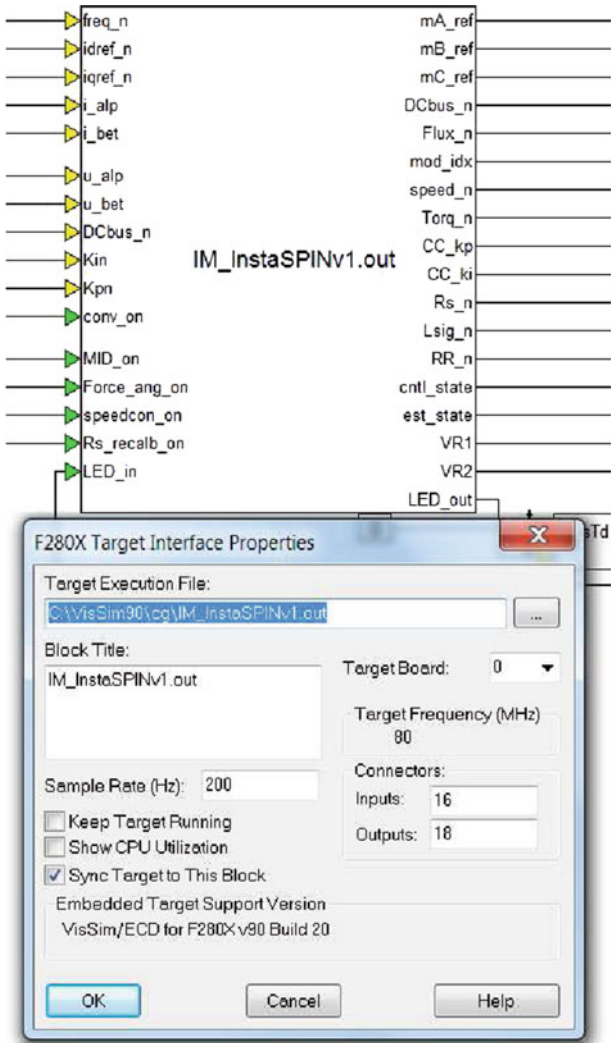 freq_n
idref_n
iqref_n
i_alp
i_bet
u_alp
u_bet
DCbus_n
Kin
Kpn
conv_on
MID_on
Force_ang_on
speedcon_on
Rs_recalb_on
LED_in
IM_InstaSPINv1.out
mA_ref
mB_ref
mC_ref
DCbus_n
Flux_n
mod_idx
speed_n
Torq_n
CC_kp
CC_ki
Rs_n
Lsig_n
RR_n
cntl_state
est_state
VR1
VR2
LED_out
sTd
F280X Target Interface Properties
X
Target Execution File:
C:\VisSim90\cg\IM_InstaSPINv1.out
...
Block Title:
IM_InstaSPINv1.out
Target Board: 0
Target Frequency (MHz)
80
Sample Rate (Hz): 200
Connectors:
Inputs: 16
Outputs: 18
Keep Target Running
Show CPU Utilization
Sync Target to This Block
Embedded Target Support Version
VisSim/ECD for F280X v90 Build 20
OK
Cancel
Help